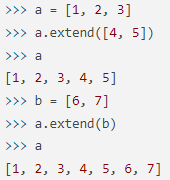 >>> a = [1, 2, 3]
>>> a.extend([4, 5])
>>> a
[1, 2, 3, 4, 5]
>>> b = [6, 7]
>>> a.extend(b)
>>> a
[1, 2, 3, 4, 5, 6, 7]